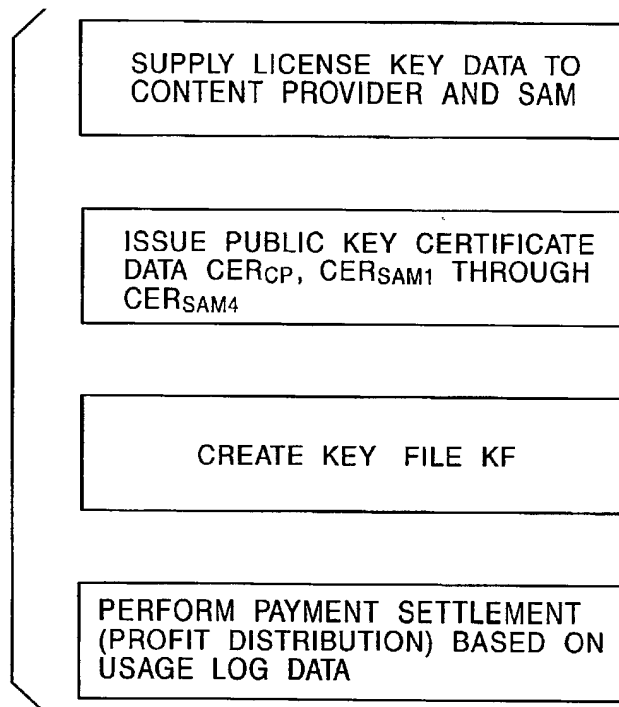 SUPPLY LICENSE KEY DATA TO
CONTENT PROVIDER AND SAM
ISSUE PUBLIC KEY CERTIFICATE
DATA CERCP, CERSAM1 THROUGH
CERSAM4
CREATE KEY FILE KF
PERFORM PAYMENT SETTLEMENT
(PROFIT DISTRIBUTION) BASED ON
USAGE LOG DATA